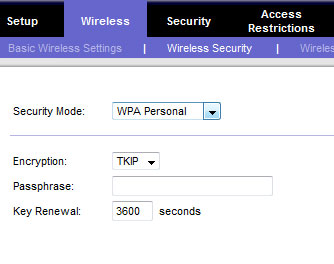 Setup Wireless Security Access Restrictions
Basic Wireless Settings | Wireless Security | Wireles
Security Mode: WPA Personal
Encryption: TKIP
Passphrase:
Key Renewal: 3600 seconds